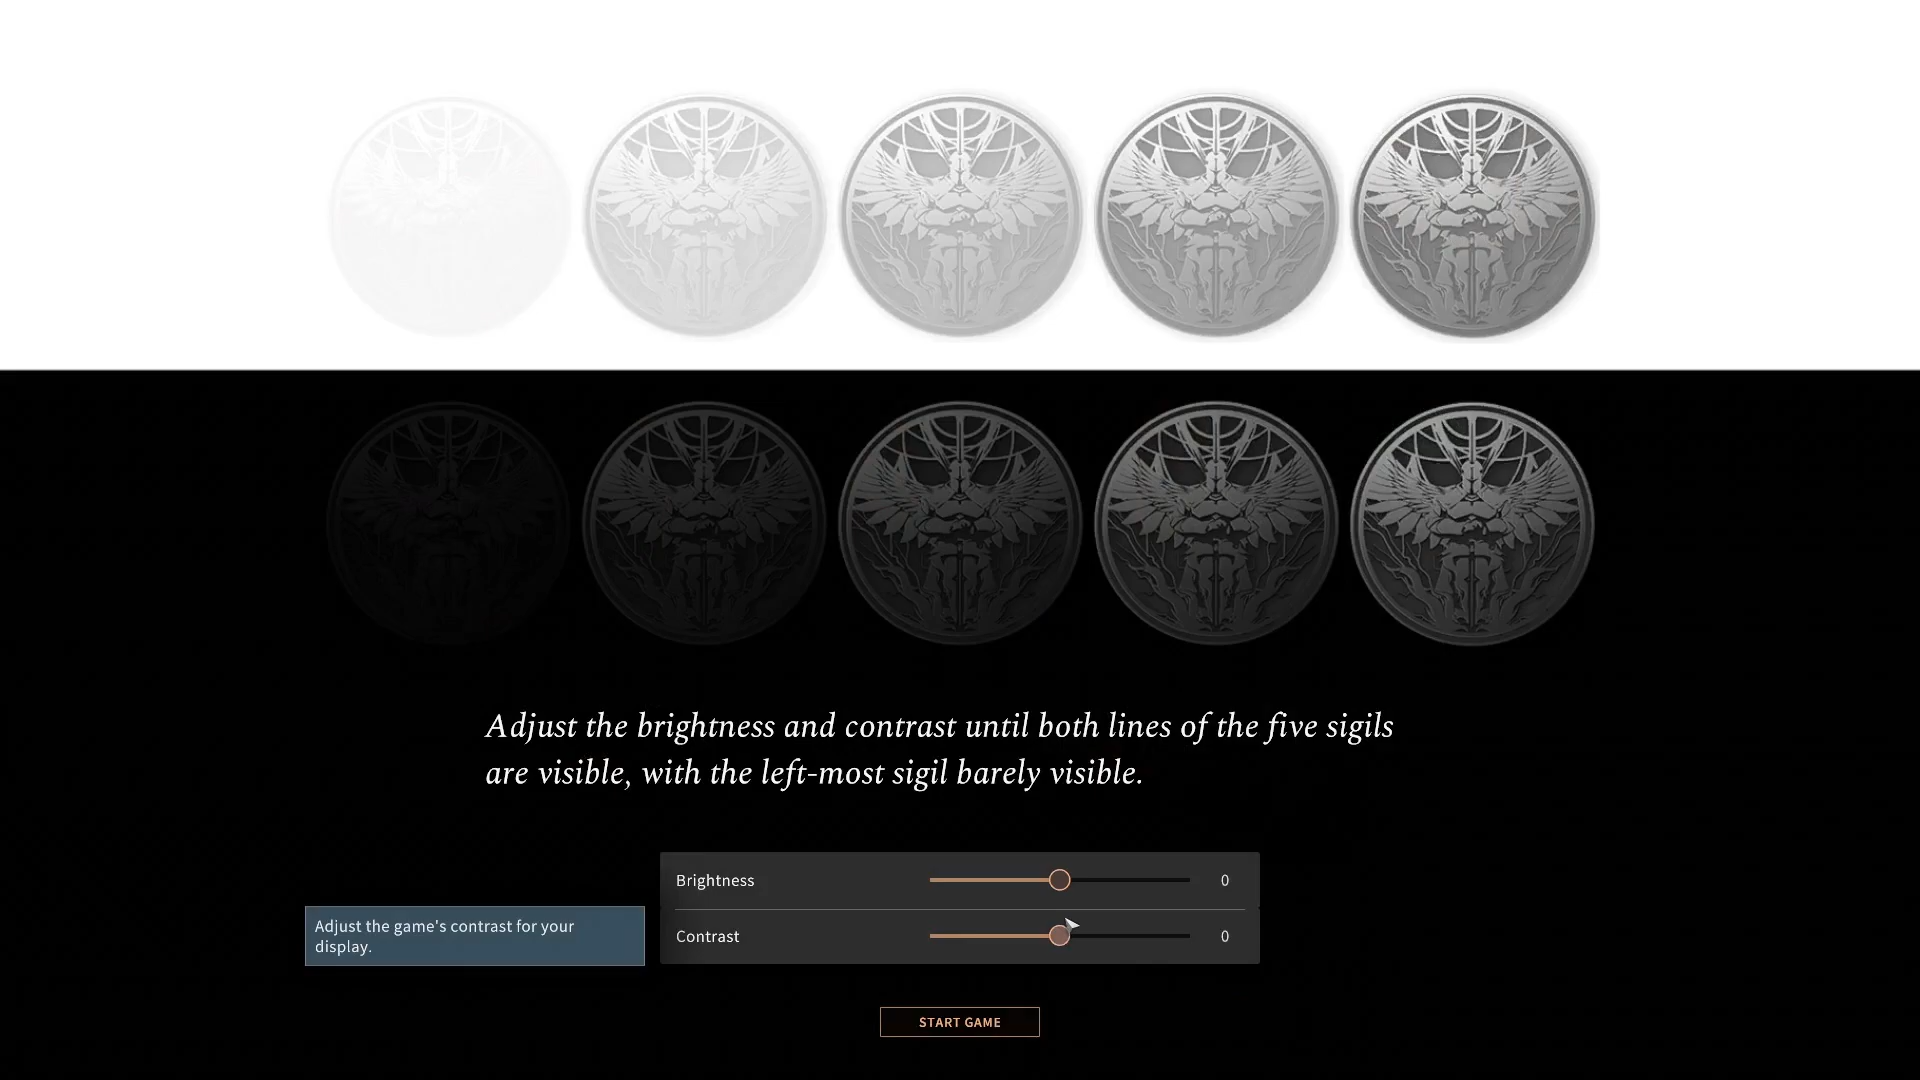 Adjust the brightness and contrast until both lines of the five sigils
are visible, with the left-most sigil barely visible.
Brightness
0
Adjust the game's contrast for your
display.
Contrast
0
START GAME